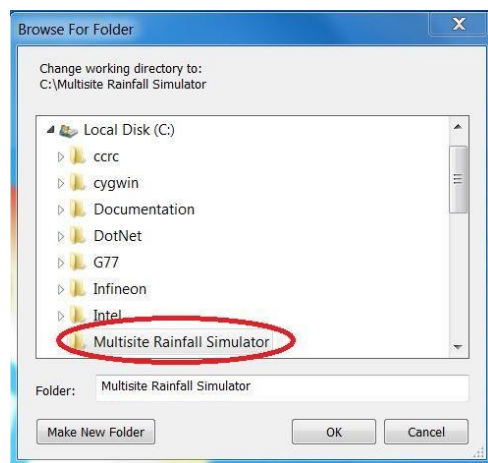 Browse For Folder
X
Change working directory to:
C:\Multisite Rainfall Simulator
Local Disk (C:)
ccrc
cygwin
Documentation
DotNet
G77
Infineon
Intel
Multisite Rainfall Simulator
Folder: Multisite Rainfall Simulator
Make New Folder OK Cancel